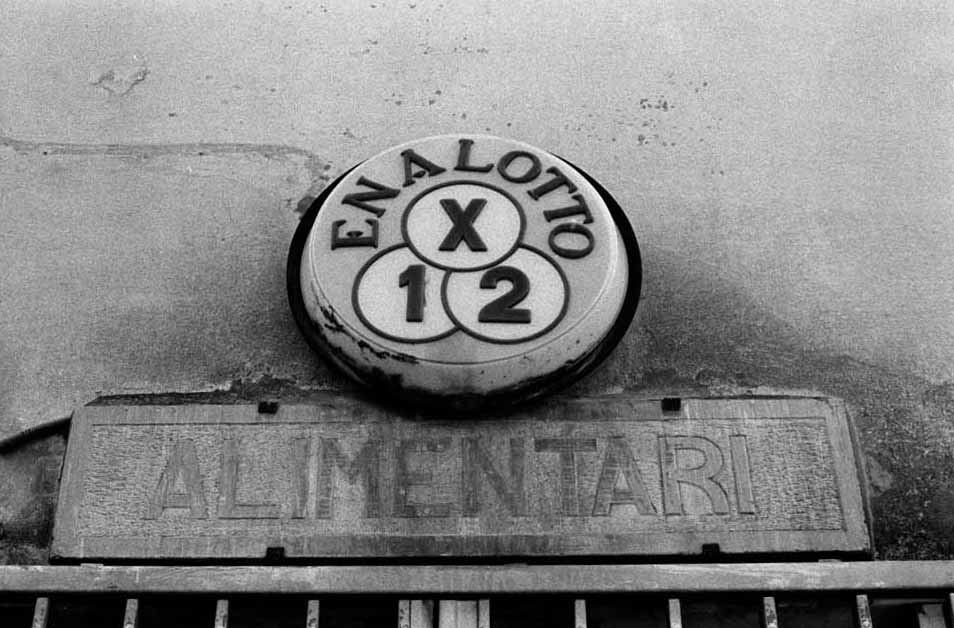 ENALOTTO
X
1 2
ALIMENTARI